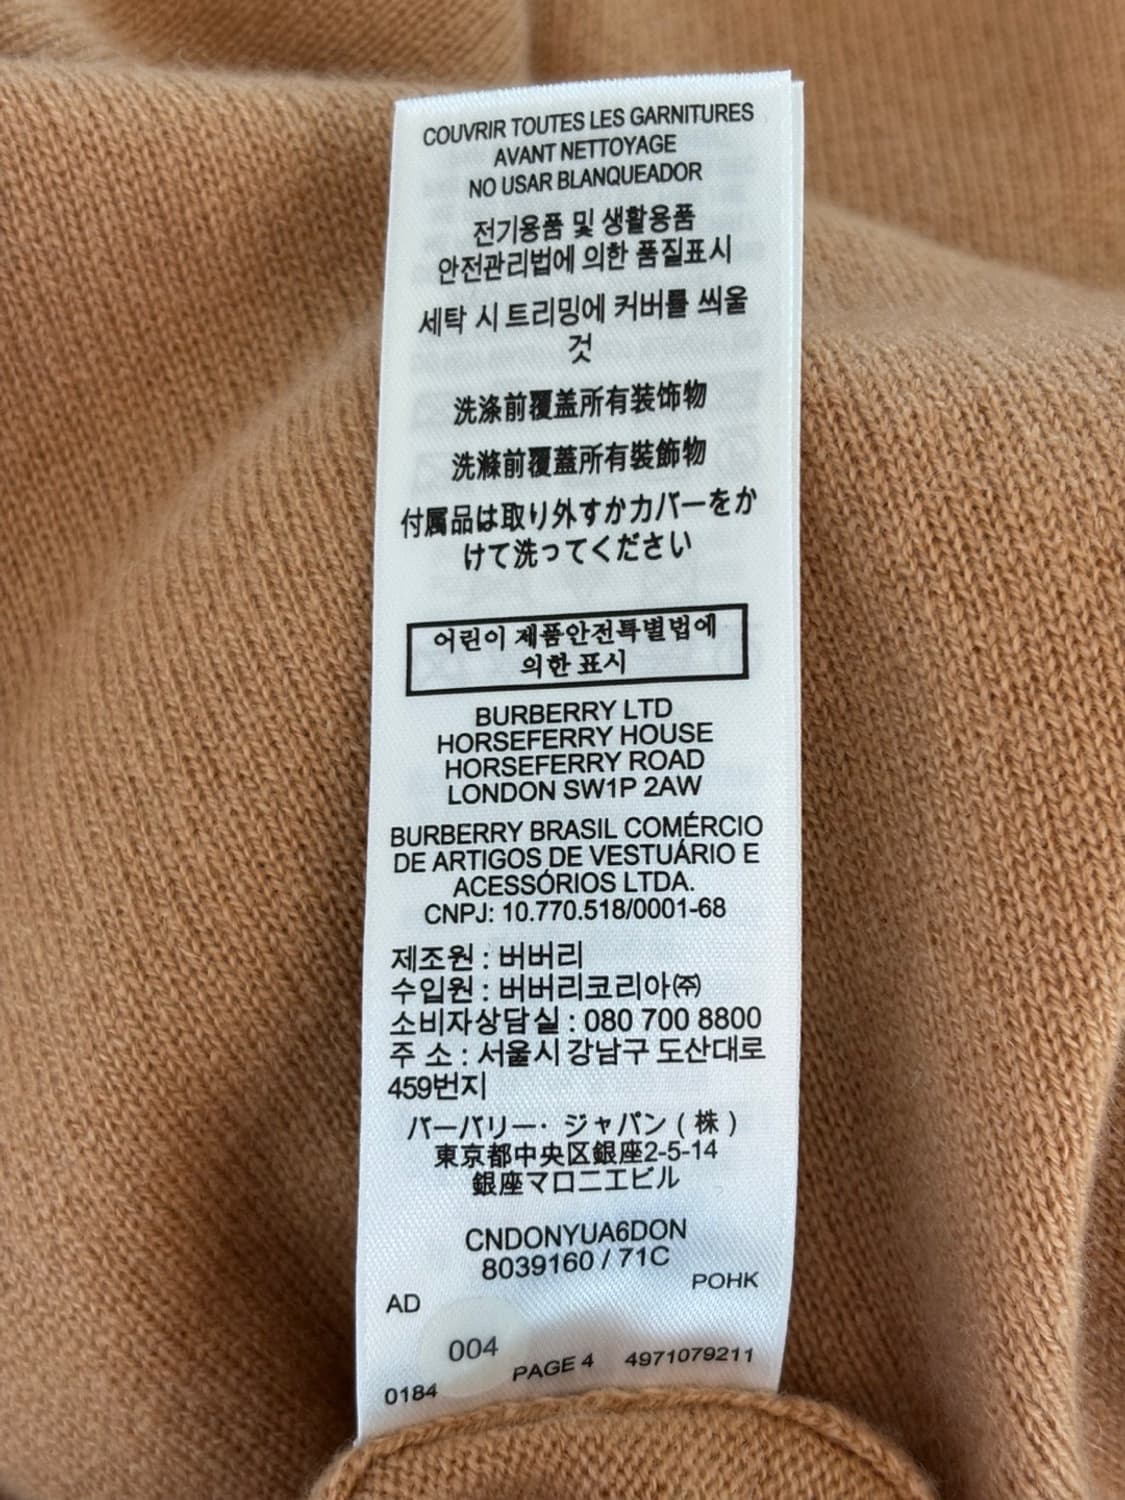 COUVRIR TOUTES LES GARNITURES
AVANT NETTOYAGE
NO USAR BLANQUEADOR
전기용품 및 생활용품
안전관리법에 의한 품질표시
세탁 시 트리밍에 커버를 씌울
것
洗涤前覆盖所有装饰物
洗滌前覆蓋所有裝飾物
付属品は取り外すかカバーをか
けて洗ってください
어린이 제품안전특별법에
의한 표시
BURBERRY LTD
HORSEFERRY HOUSE
HORSEFERRY ROAD
LONDON SW1P 2AW
BURBERRY BRASIL COMÉRCIO
DE ARTIGOS DE VESTUÁRIO E
ACESSÓRIOS LTDA.
CNPJ: 10.770.518/0001-68
제조원 : 버버리
수입원 : 버버리코리아㈜
소비자상담실 : 080 700 8800
주 소 : 서울시 강남구 도산대로
459번지
バーバリー・ジャパン ( 株 )
東京都中央区銀座2-5-14
銀座マロニエビル
CNDONYUA6DON
8039160 / 71C
POHK
AD
004
PAGE 4 4971079211
0184